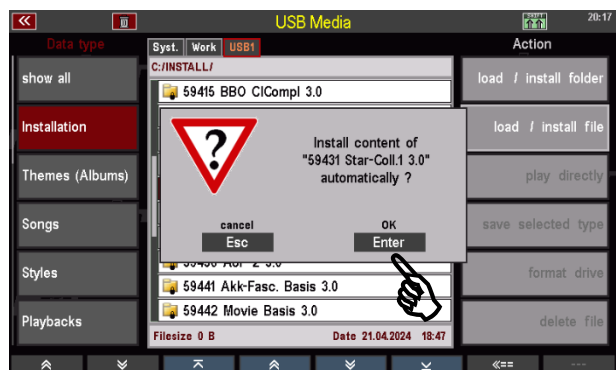 USB Media
20:17
Data type
Syst. Work USB1
Action
C:/INSTALL/
show all
59415 BBO ClCompl 3.0
load / install folder
Installation
Install content of
"59431 Star-Coll.1 3.0"
automatically ?
load / install file
Themes (Albums)
play directly
cancel
OK
Esc
Enter
Songs
save selected type
Styles
59441 Akk-Fasc. Basis 3.0
format drive
59442 Movie Basis 3.0
Playbacks
Filesize 0 B
Date 21.04.2024 18:47
delete file
<==
---